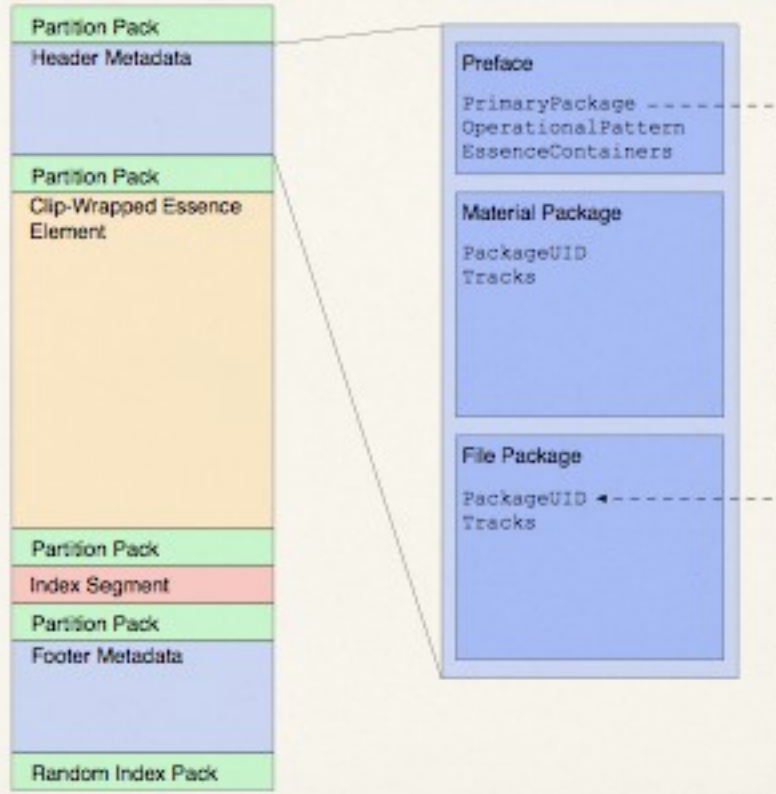 Partition Pack
Header Metadata
Partition Pack
Clip-Wrapped Essence
Element
Partition Pack
Index Segment
Partition Pack
Footer Metadata
Random Index Pack
Preface
PrimaryPackage
OperationalPattern
EssenceContainers
Material Package
PackageUID
Tracks
File Package
PackageUID
Tracks